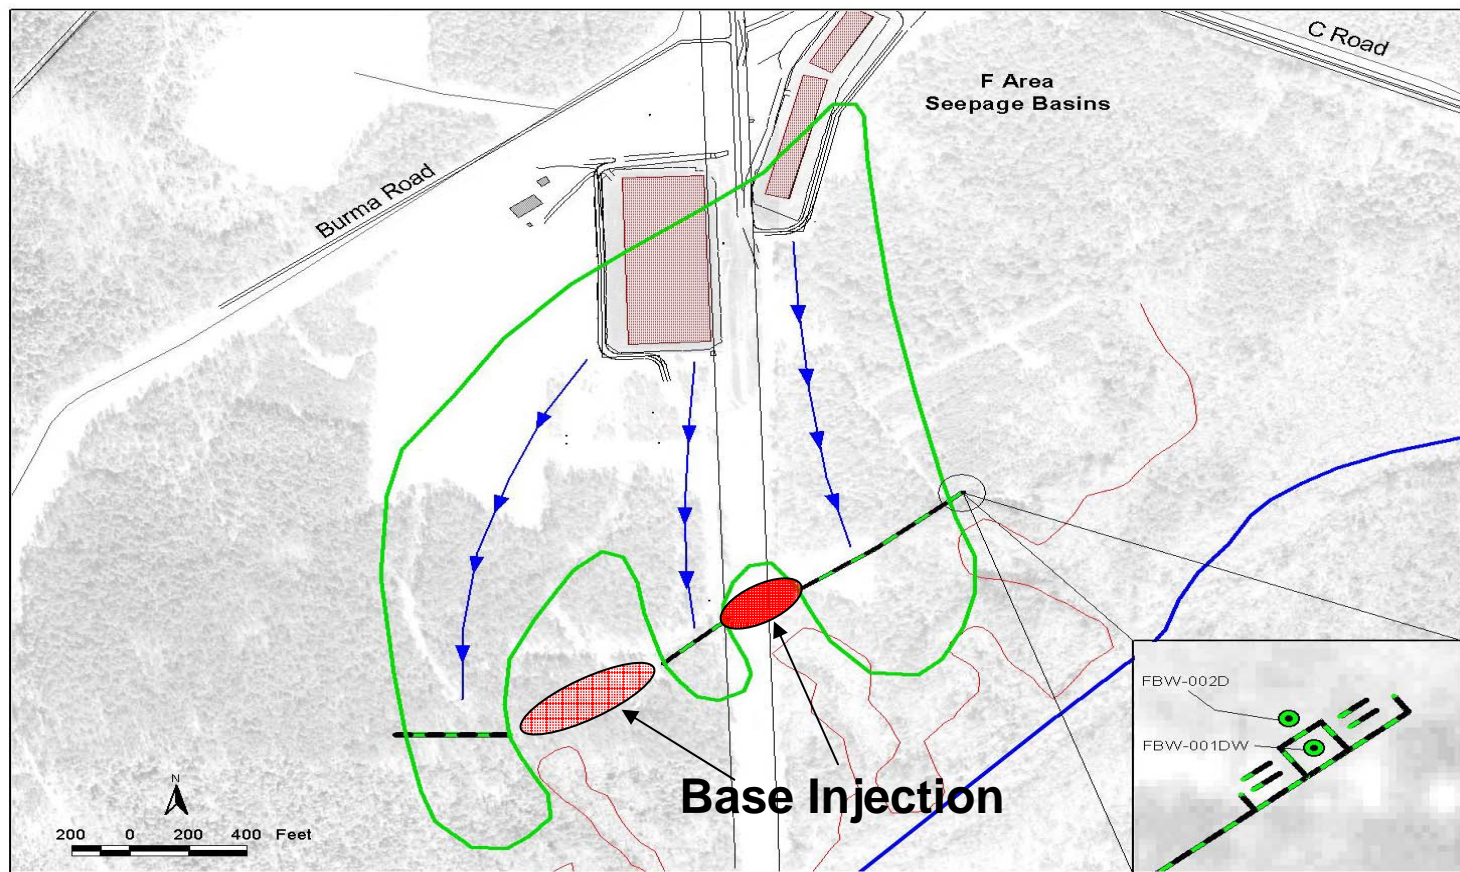 C Road
F Area
Seepage Basins
Burma Road
FBW-002D
FBW-001DW
Base Injection
N
200 0 200 400 Feet